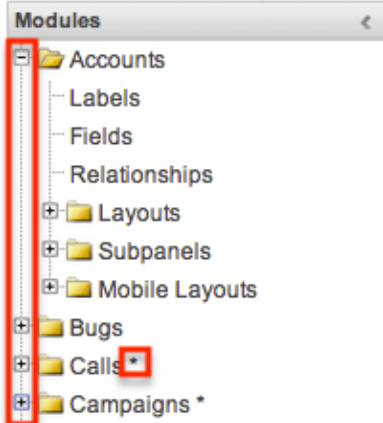 Modules
Accounts
Labels
Fields
Relationships
Layouts
Subpanels
Mobile Layouts
Bugs
Calls *
Campaigns *